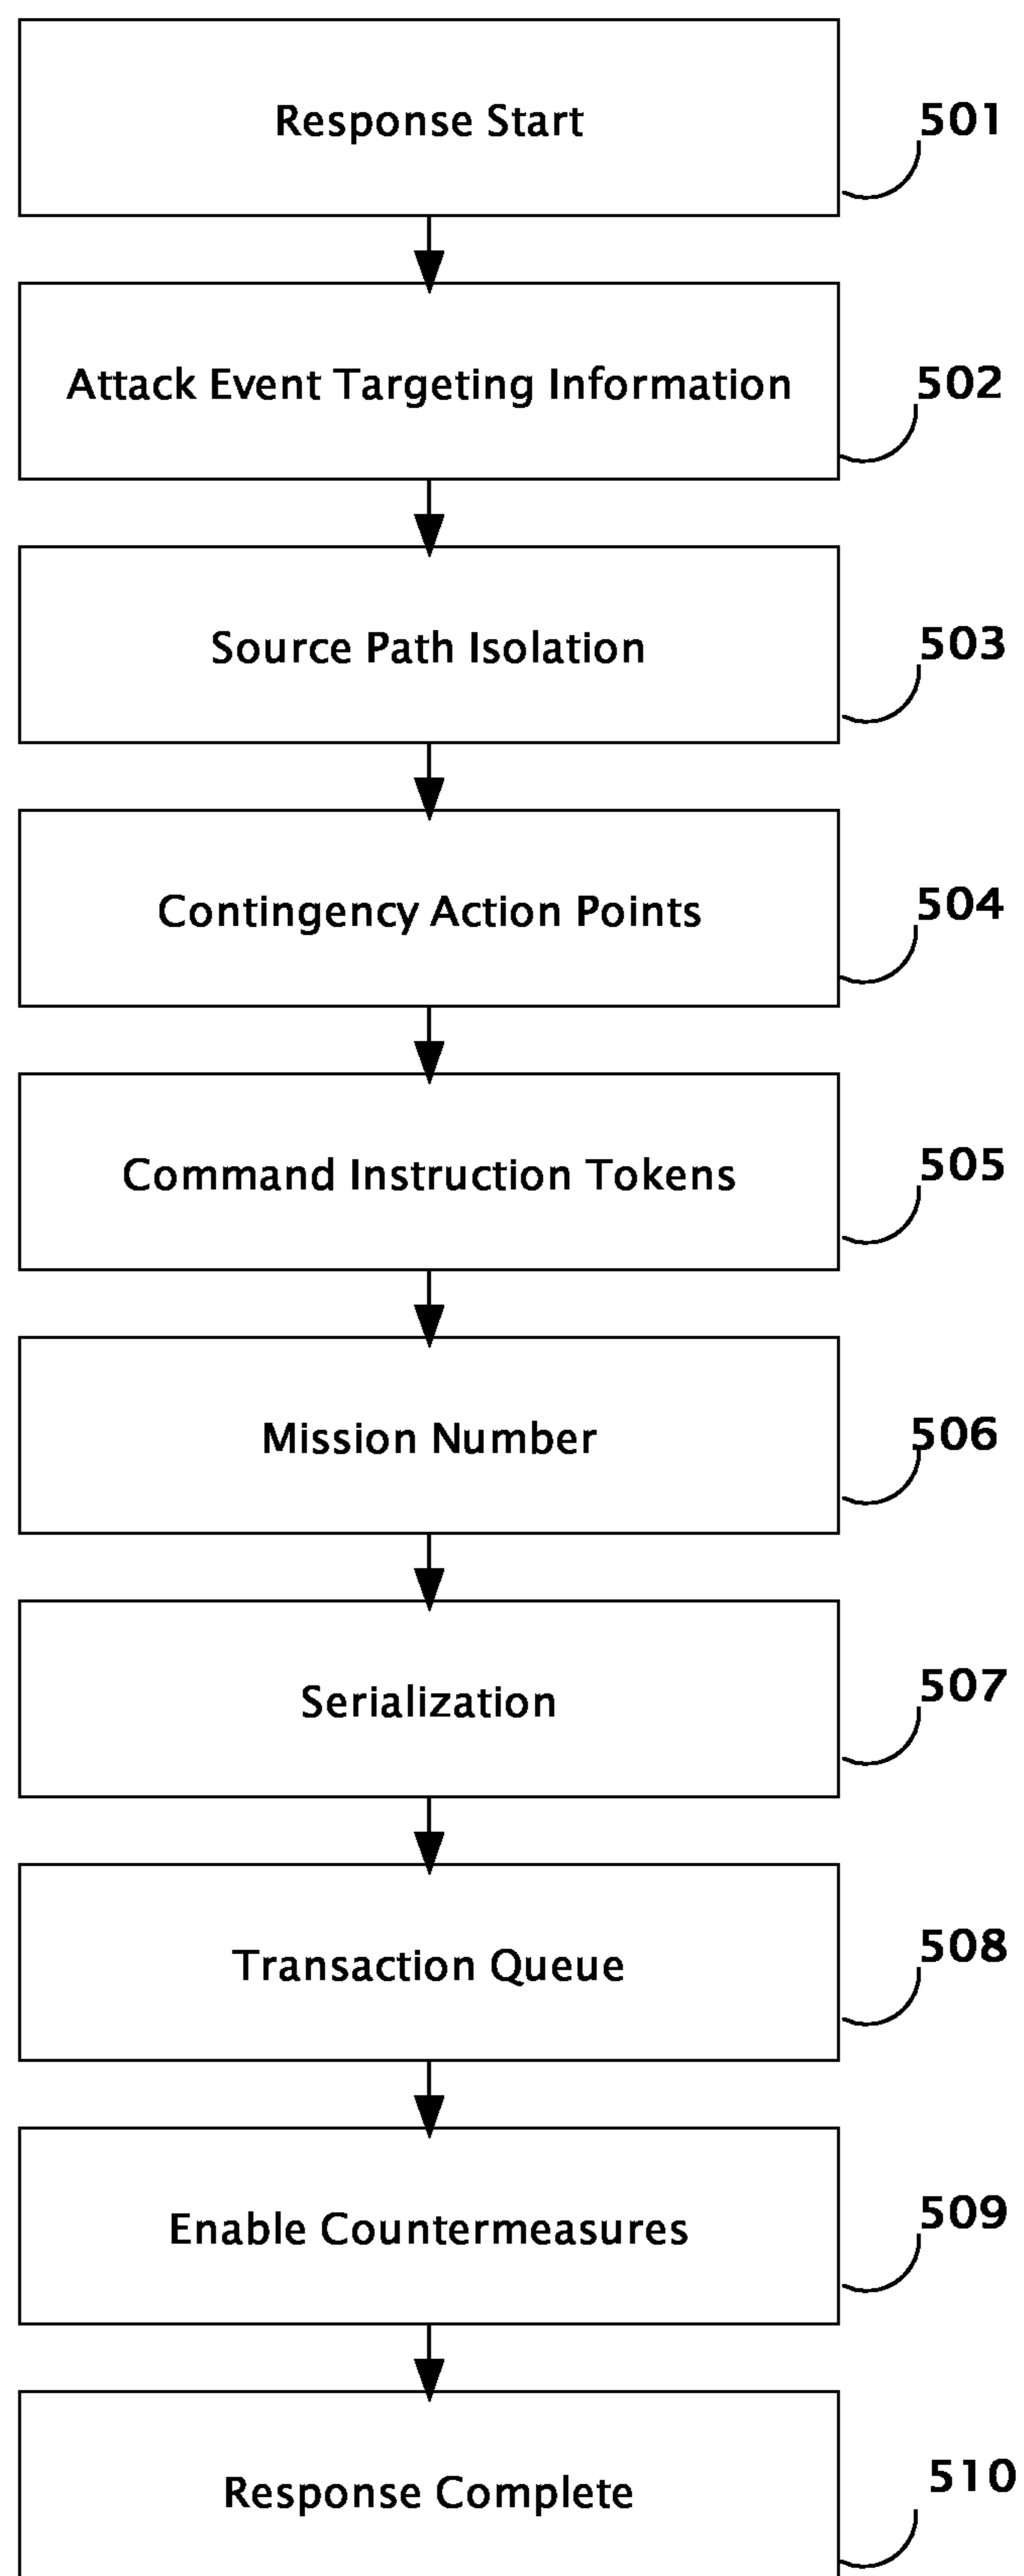 Response Start
501
Attack Event Targeting Information
502
Source Path Isolation
503
Contingency Action Points
504
Command Instruction Tokens
505
Mission Number
506
Serialization
507
Transaction Queue
508
Enable Countermeasures
509
Response Complete
510